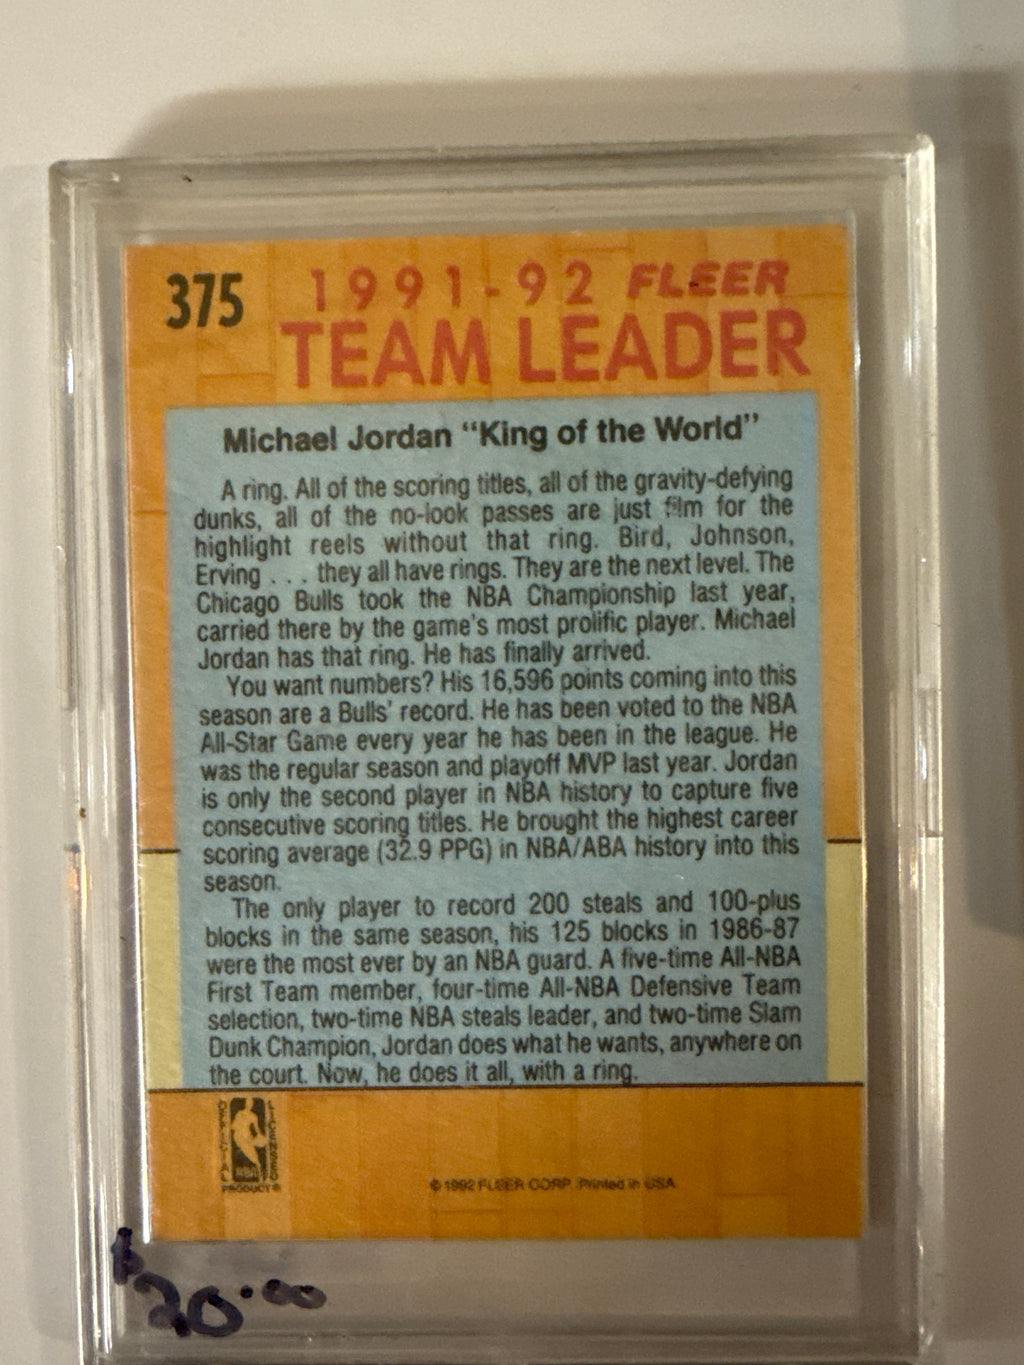 375
1991-92 FLEER
TEAM LEADER
Michael Jordan “King of the World”
A ring. All of the scoring titles, all of the gravity-defying
dunks, all of the no-look passes are just film for the
highlight reels without that ring. Bird, Johnson,
Erving . . . they all have rings. They are the next level. The
Chicago Bulls took the NBA Championship last year,
carried there by the game's most prolific player. Michael
Jordan has that ring. He has finally arrived.
You want numbers? His 16,596 points coming into this
season are a Bulls' record. He has been voted to the NBA
All-Star Game every year he has been in the league. He
was the regular season and playoff MVP last year. Jordan
is only the second player in NBA history to capture five
consecutive scoring titles. He brought the highest career
scoring average (32.9 PPG) in NBA/ABA history into this
season.
The only player to record 200 steals and 100-plus
blocks in the same season, his 125 blocks in 1986-87
were the most ever by an NBA guard. A five-time All-NBA
First Team member, four-time All-NBA Defensive Team
selection, two-time NBA steals leader, and two-time Slam
Dunk Champion, Jordan does what he wants, anywhere on
the court. Now, he does it all, with a ring.
OFFICIAL
LICENSED
NBA
PRODUCT®
© 1992 FLEER CORP. Printed in USA
$20.00